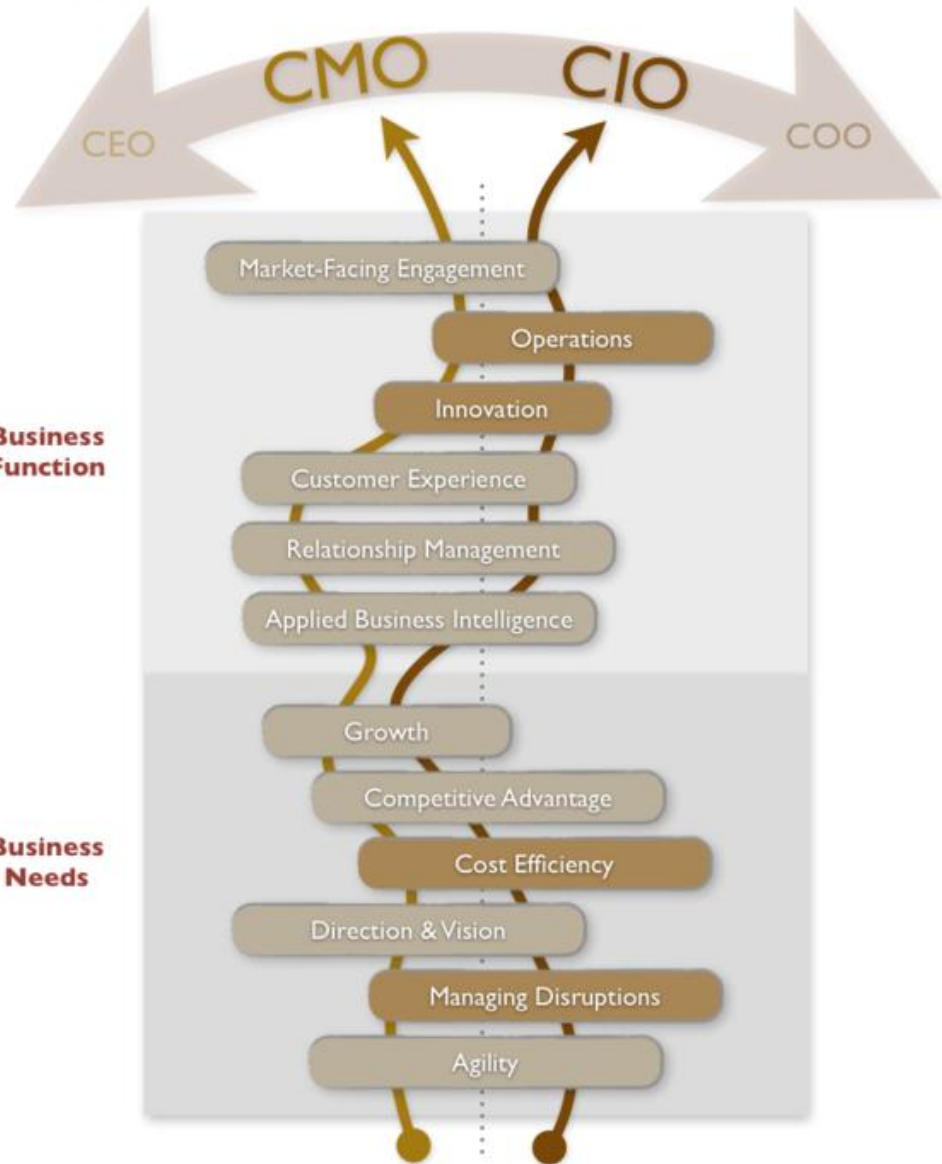 CMO
CIO
CEO
COO
Market-Facing Engagement
Operations
Innovation
Business
Function
Customer Experience
Relationship Management
Applied Business Intelligence
Growth
Competitive Advantage
Business
Needs
Cost Efficiency
Direction & Vision
Managing Disruptions
Agility